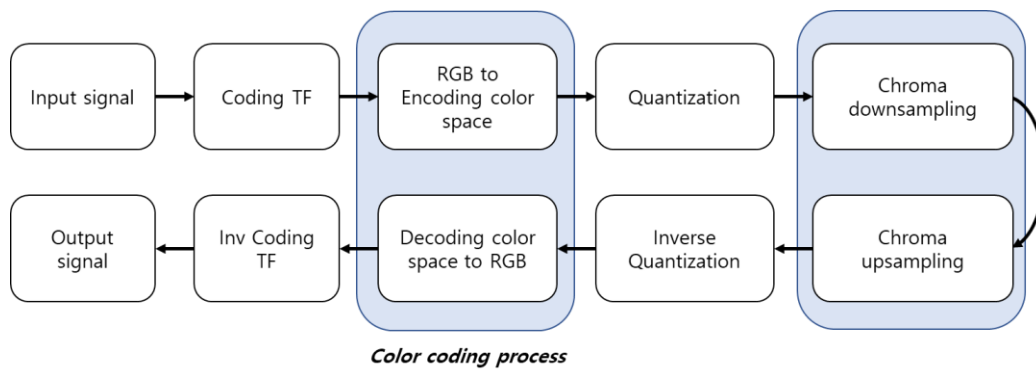 Input signal
Coding TF
RGB to
Encoding color
space
Quantization
Chroma
downsampling
Output
signal
Inv Coding
TF
Decoding color
space to RGB
Inverse
Quantization
Chroma
upsampling
Color coding process